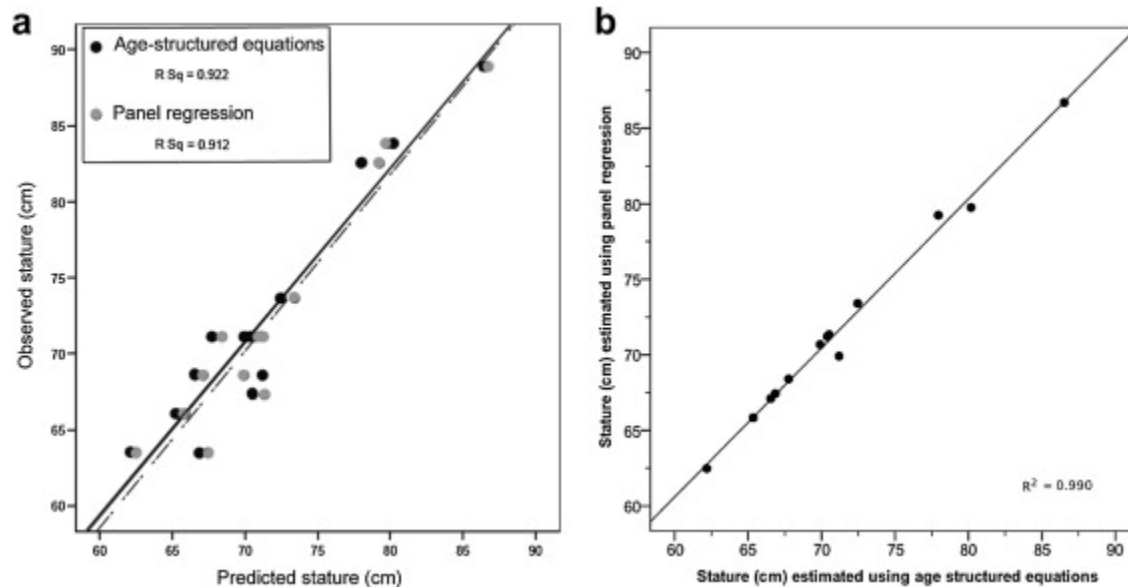 a
Age-structured equations
R Sq = 0.922
Panel regression
R Sq = 0.912
Observed stature (cm)
90
85
80
75
70
65
60
60 65 70 75 80 85 90
Predicted stature (cm)
b
Stature (cm) estimated using panel regression
90
85
80
75
70
65
60
R² = 0.990
60 65 70 75 80 85 90
Stature (cm) estimated using age structured equations